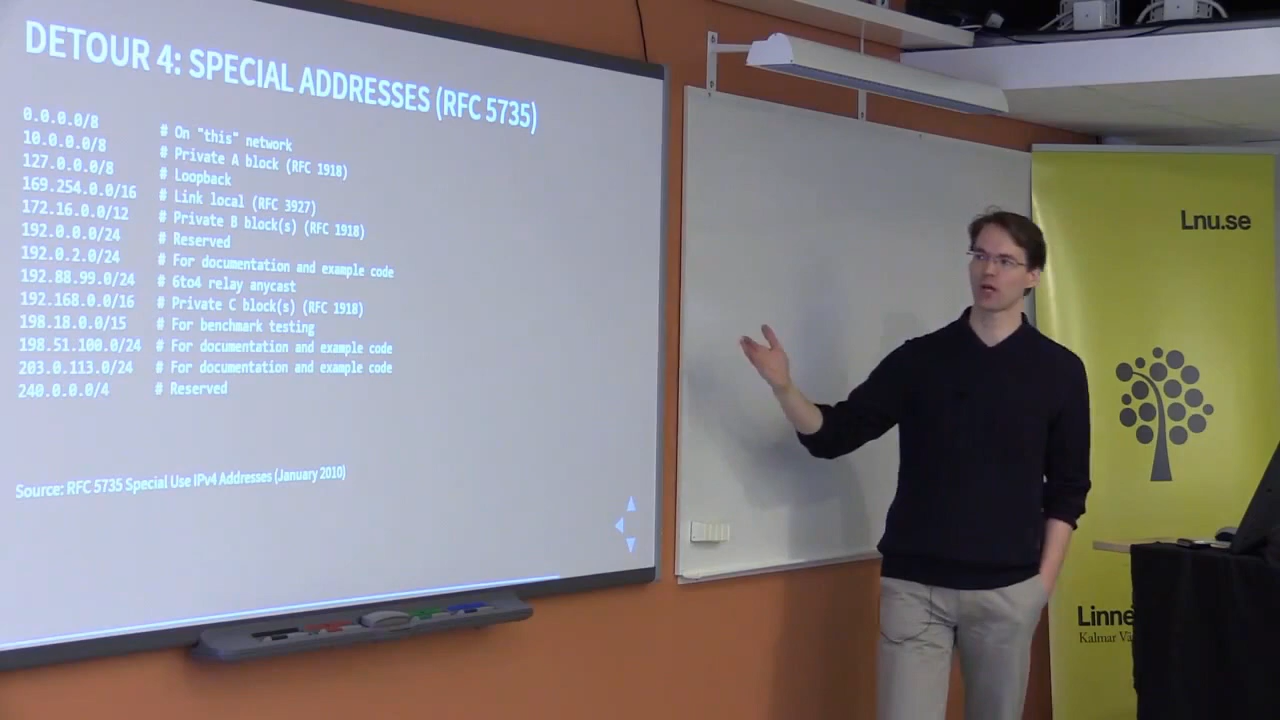 DETOUR 4: SPECIAL ADDRESSES (RFC 5735)
0.0.0.0/8 # On "this" network
10.0.0.0/8 # Private A block (RFC 1918)
127.0.0.0/8 # Loopback
169.254.0.0/16 # Link local (RFC 3927)
172.16.0.0/12 # Private B block(s) (RFC 1918)
192.0.0.0/24 # Reserved
192.0.2.0/24 # For documentation and example code
192.88.99.0/24 # 6to4 relay anycast
192.168.0.0/16 # Private C block(s) (RFC 1918)
198.18.0.0/15 # For benchmark testing
198.51.100.0/24 # For documentation and example code
203.0.113.0/24 # For documentation and example code
240.0.0.0/4 # Reserved
Source: RFC 5735 Special Use IPv4 Addresses (January 2010)
Lnu.se
Linne
Kalmar Vä